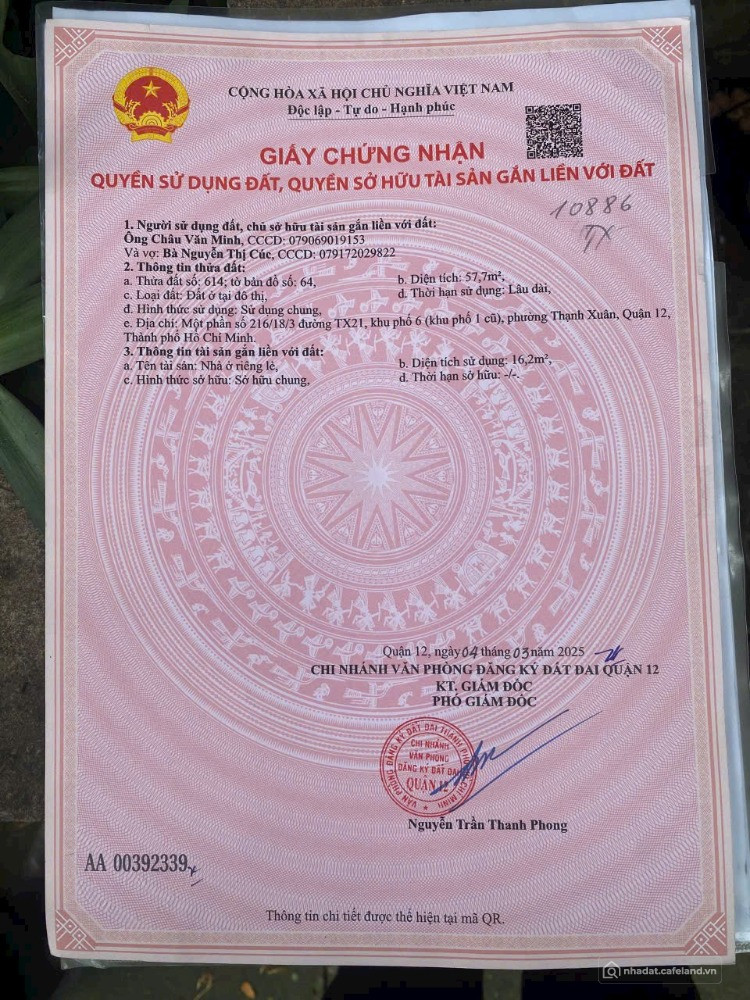 CỘNG HÒA XÃ HỘI CHỦ NGHĨA VIỆT NAM
Độc lập - Tự do - Hạnh phúc
GIẤY CHỨNG NHẬN
QUYỀN SỬ DỤNG ĐẤT, QUYỀN SỞ HỮU TÀI SẢN GẮN LIỀN VỚI ĐẤT
10886
TX
1. Người sử dụng đất, chủ sở hữu tài sản gắn liền với đất:
Ông Châu Văn Minh, CCCD: 079069019153
Và vợ: Bà Nguyễn Thị Cúc, CCCD: 079172029822
2. Thông tin thửa đất:
a. Thửa đất số: 614; tờ bản đồ số: 64, b. Diện tích: 57,7m²,
c. Loại đất: Đất ở tại đô thị, d. Thời hạn sử dụng: Lâu dài,
đ. Hình thức sử dụng: Sử dụng chung,
e. Địa chỉ: Một phần số 216/18/3 đường TX21, khu phố 6 (khu phố 1 cũ), phường Thạnh Xuân, Quận 12,
Thành phố Hồ Chí Minh.
3. Thông tin tài sản gắn liền với đất:
a. Tên tài sản: Nhà ở riêng lẻ, b. Diện tích sử dụng: 16,2m²,
c. Hình thức sở hữu: Sở hữu chung, d. Thời hạn sở hữu: -/-.
Quận 12, ngày 04 tháng 03 năm 2025
CHI NHÁNH VĂN PHÒNG ĐĂNG KÝ ĐẤT ĐAI QUẬN 12
KT. GIÁM ĐỐC
PHÓ GIÁM ĐỐC
VĂN PHÒNG ĐĂNG KÝ ĐẤT ĐAI THÀNH PHỐ HỒ CHÍ MINH
CHI NHÁNH
VĂN PHÒNG
ĐĂNG KÝ ĐẤT ĐAI
QUẬN 12
Nguyễn Trần Thanh Phong
AA 00392339
Thông tin chi tiết được thể hiện tại mã QR.
nhadat.cafeland.vn